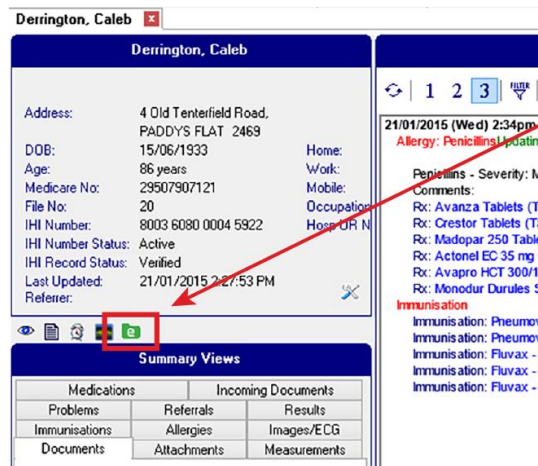 Derrington, Caleb
Derrington, Caleb
Address: 4 Old Tenterfield Road,
PADDYS FLAT 2469
DOB: 15/06/1933 Home:
Age: 86 years Work:
Medicare No: 29507907121 Mobile:
File No: 20 Occupation
IHI Number: 8003 6080 0004 5922 Hosp UR N
IHI Number Status: Active
IHI Record Status: Verified
Last Updated: 21/01/2015 2:27:53 PM
Referrer:
Summary Views
Medications Incoming Documents
Problems Referrals Results
Immunisations Allergies Images/ECG
Documents Attachments Measurements
1 2 3 FILTER
21/01/2015 (Wed) 2:34pm
Allergy: Penicillins Updatin
Penicillins - Severity: M
Comments:
Rx: Avanza Tablets (T
Rx: Crestor Tablets (T
Rx: Madopar 250 Table
Rx: Actonel EC 35 mg
Rx: Avapro HCT 300/1
Rx: Monodur Durules S
Immunisation
Immunisation: Pneumov
Immunisation: Pneumov
Immunisation: Fluvax -
Immunisation: Fluvax -
Immunisation: Fluvax -